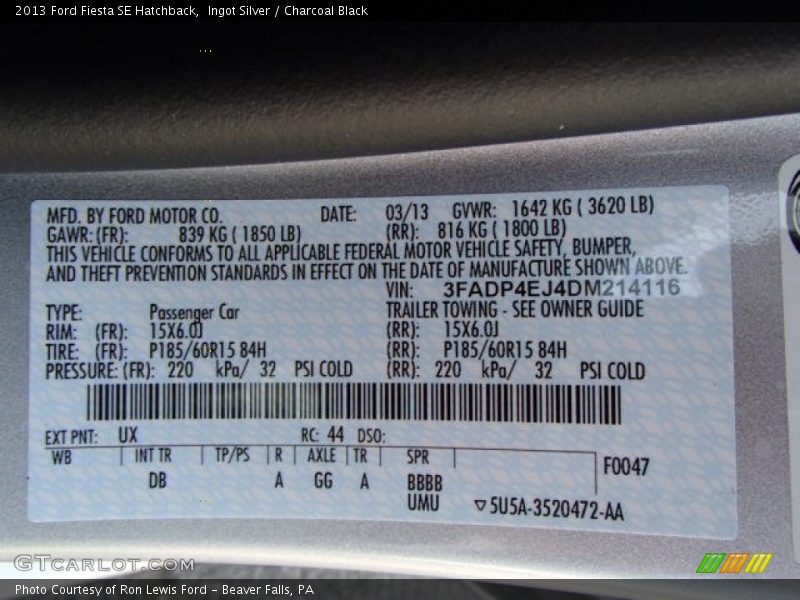 2013 Ford Fiesta SE Hatchback,  Ingot Silver / Charcoal Black
MFD. BY FORD MOTOR CO. DATE: 03/13 GVWR: 1642 KG ( 3620 LB)
GAWR: (FR): 839 KG ( 1850 LB) (RR): 816 KG ( 1800 LB)
THIS VEHICLE CONFORMS TO ALL APPLICABLE FEDERAL MOTOR VEHICLE SAFETY, BUMPER,
AND THEFT PREVENTION STANDARDS IN EFFECT ON THE DATE OF MANUFACTURE SHOWN ABOVE.
VIN: 3FADP4EJ4DM214116
TYPE: Passenger Car TRAILER TOWING - SEE OWNER GUIDE
RIM: (FR): 15X6.0J (RR): 15X6.0J
TIRE: (FR): P185/60R15 84H (RR): P185/60R15 84H
PRESSURE: (FR): 220 kPa/ 32 PSI COLD (RR): 220 kPa/ 32 PSI COLD
EXT PNT: UX RC: 44 DSO:
WB INT TR TP/PS R AXLE TR SPR F0047
DB A GG A BBBB
UMU ▽5U5A-3520472-AA
GTCarLot.com
Photo Courtesy of Ron Lewis Ford - Beaver Falls, PA